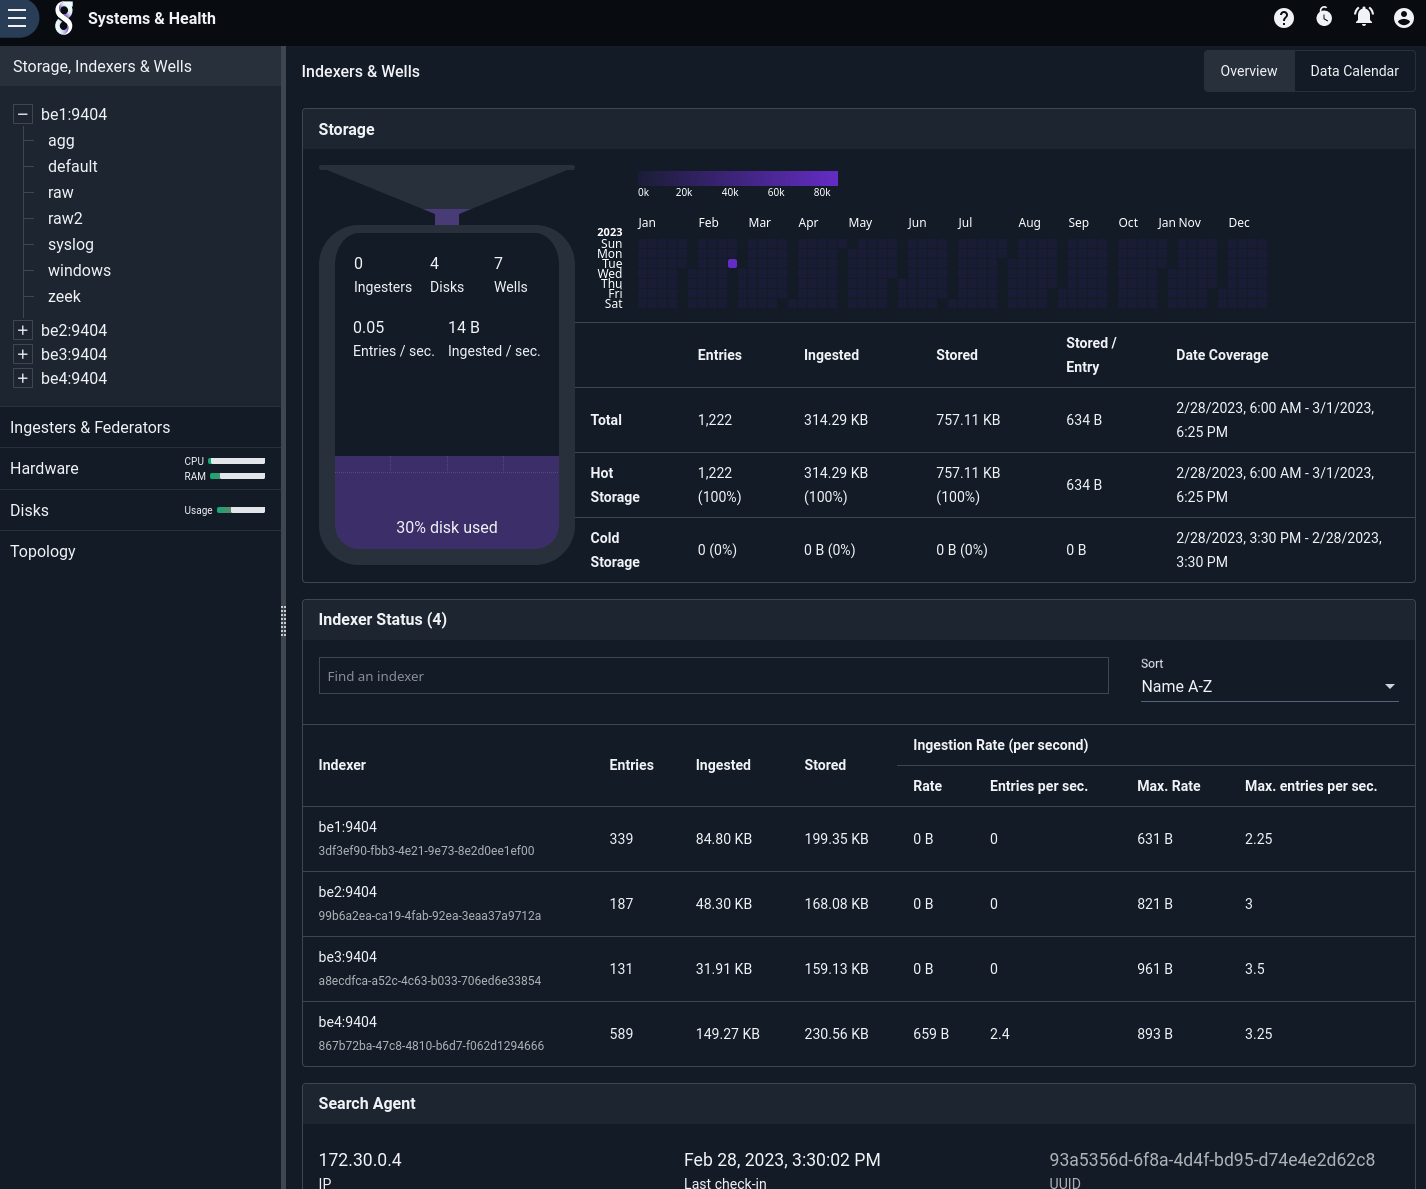 Systems & Health
Storage, Indexers & Wells
be1:9404
agg
default
raw
raw2
syslog
windows
zeek
be2:9404
be3:9404
be4:9404
Ingesters & Federators
Hardware
CPU
RAM
Disks
Usage
Topology
Indexers & Wells
Overview
Data Calendar
Storage
0 4 7
Ingesters Disks Wells
0.05 14 B
Entries / sec. Ingested / sec.
30% disk used
0k 20k 40k 60k 80k
Jan Feb Mar Apr May Jun Jul Aug Sep Oct Jan Nov Dec
2023
Sun
Mon
Tue
Wed
Thu
Fri
Sat
Entries Ingested Stored Stored / Entry Date Coverage
Total 1,222 314.29 KB 757.11 KB 634 B 2/28/2023, 6:00 AM - 3/1/2023,
6:25 PM
Hot 1,222 314.29 KB 757.11 KB 634 B 2/28/2023, 6:00 AM - 3/1/2023,
Storage (100%) (100%) (100%) 6:25 PM
Cold 0 (0%) 0 B (0%) 0 B (0%) 0 B 2/28/2023, 3:30 PM - 2/28/2023,
Storage 3:30 PM
Indexer Status (4)
Find an indexer
Sort
Name A-Z
Ingestion Rate (per second)
Indexer Entries Ingested Stored Rate Entries per sec. Max. Rate Max. entries per sec.
be1:9404
3df3ef90-fbb3-4e21-9e73-8e2d0ee1ef00
339 84.80 KB 199.35 KB 0 B 0 631 B 2.25
be2:9404
99b6a2ea-ca19-4fab-92ea-3eaa37a9712a
187 48.30 KB 168.08 KB 0 B 0 821 B 3
be3:9404
a8ecdfca-a52c-4c63-b033-706ed6e33854
131 31.91 KB 159.13 KB 0 B 0 961 B 3.5
be4:9404
867b72ba-47c8-4810-b6d7-f062d1294666
589 149.27 KB 230.56 KB 659 B 2.4 893 B 3.25
Search Agent
172.30.0.4 Feb 28, 2023, 3:30:02 PM 93a5356d-6f8a-4d4f-bd95-d74e4e2d62c8
IP Last check-in UUID